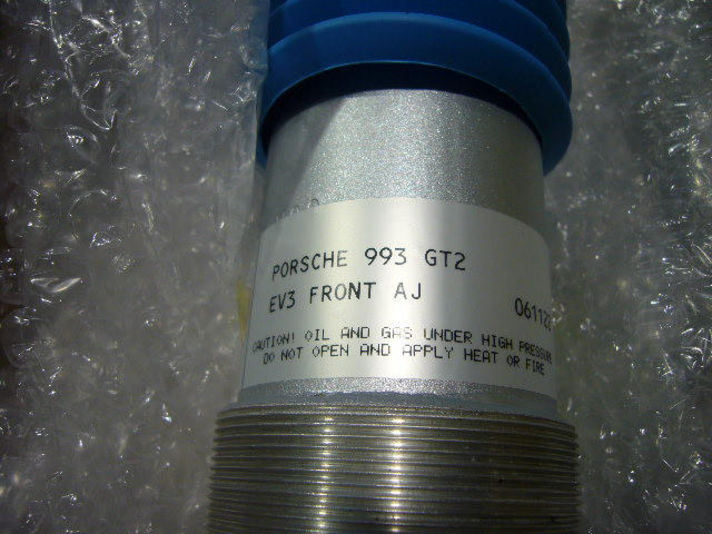 PORSCHE 993 GT2
EV3 FRONT AJ
CAUTION! OIL AND GAS UNDER HIGH PRESSURE
DO NOT OPEN AND APPLY HEAT OR FIRE